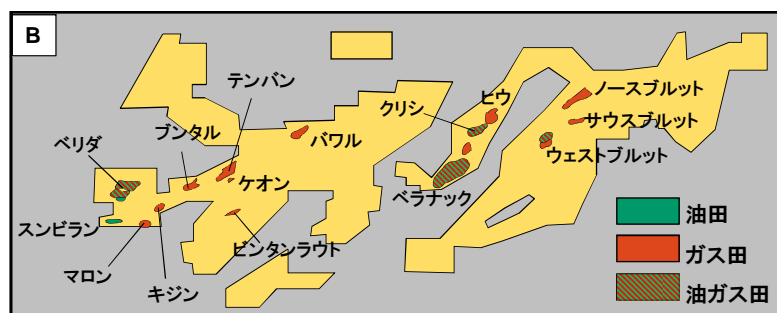 B
テンバン
ヒウ
ノースブルット
クリシ
ブンタル
サウスブルット
バワル
ベリダ
ウェストブルット
ケオン
ベラナック
油田
スンビラン
ビンタンラウト
ガス田
マロン
キジン
油ガス田